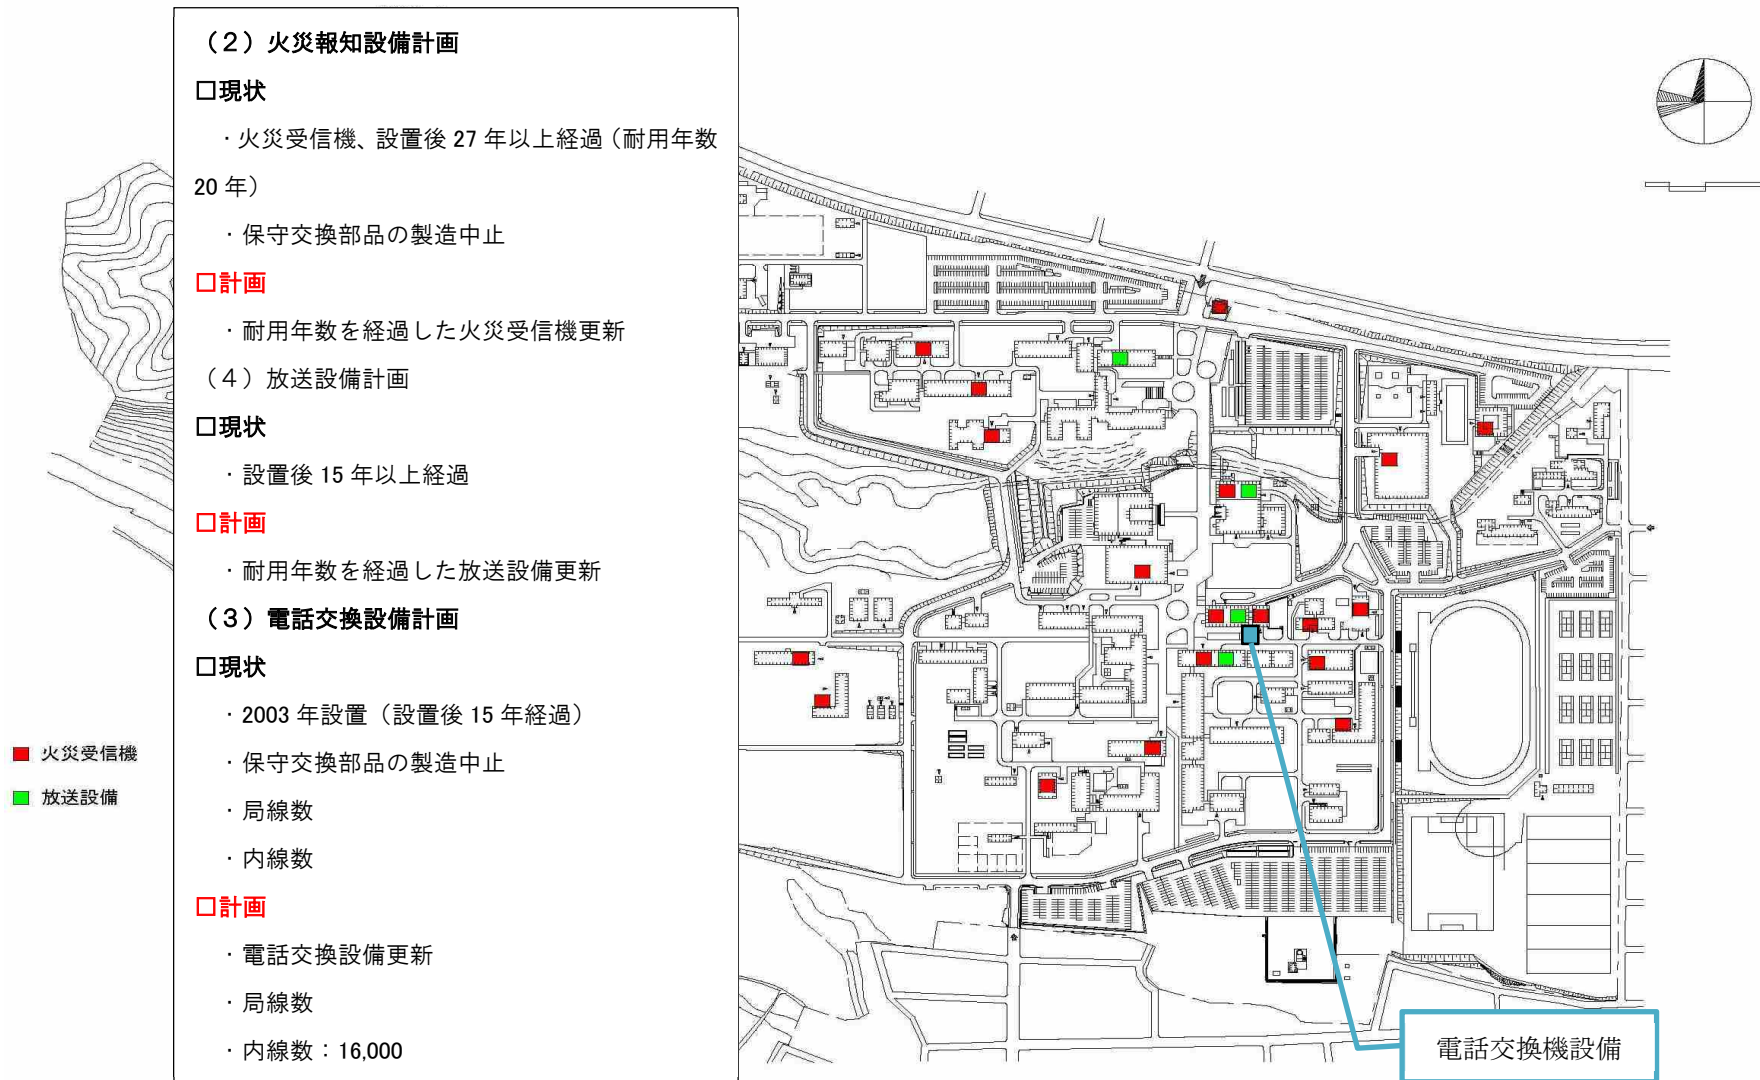 （２）火災報知設備計画
□現状
・火災受信機、設置後 27 年以上経過（耐用年数
20 年）
・保守交換部品の製造中止
□計画
・耐用年数を経過した火災受信機更新
（４）放送設備計画
□現状
・設置後 15 年以上経過
□計画
・耐用年数を経過した放送設備更新
（３）電話交換設備計画
□現状
・2003 年設置（設置後 15 年経過）
・保守交換部品の製造中止
・局線数
・内線数
□計画
・電話交換設備更新
・局線数
・内線数：16,000
火災受信機
放送設備
電話交換機設備